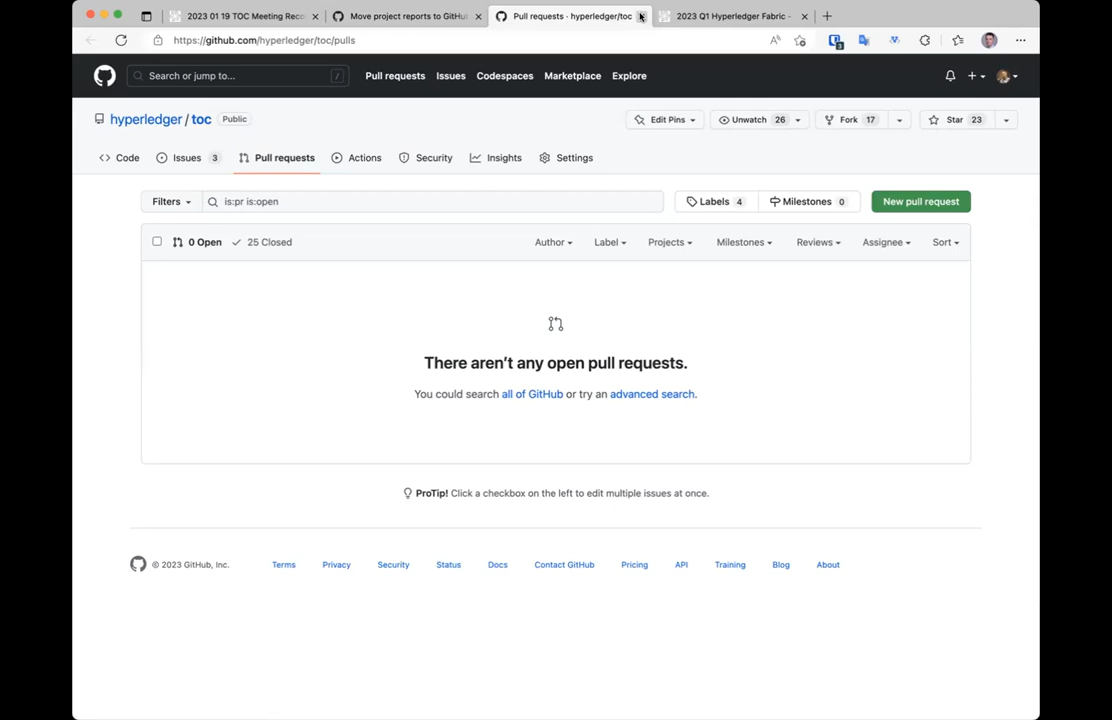 2023 01 19 TOC Meeting Reco
Move project reports to GitHu
Pull requests · hyperledger/toc
2023 Q1 Hyperledger Fabric -
https://github.com/hyperledger/toc/pulls
Search or jump to...
/
Pull requests
Issues
Codespaces
Marketplace
Explore
hyperledger / toc
Public
Edit Pins
Unwatch 26
Fork 17
Star 23
Code
Issues 3
Pull requests
Actions
Security
Insights
Settings
Filters
is:pr is:open
Labels 4
Milestones 0
New pull request
0 Open
25 Closed
Author
Label
Projects
Milestones
Reviews
Assignee
Sort
There aren't any open pull requests.
You could search all of GitHub or try an advanced search.
ProTip! Click a checkbox on the left to edit multiple issues at once.
© 2023 GitHub, Inc.
Terms
Privacy
Security
Status
Docs
Contact GitHub
Pricing
API
Training
Blog
About